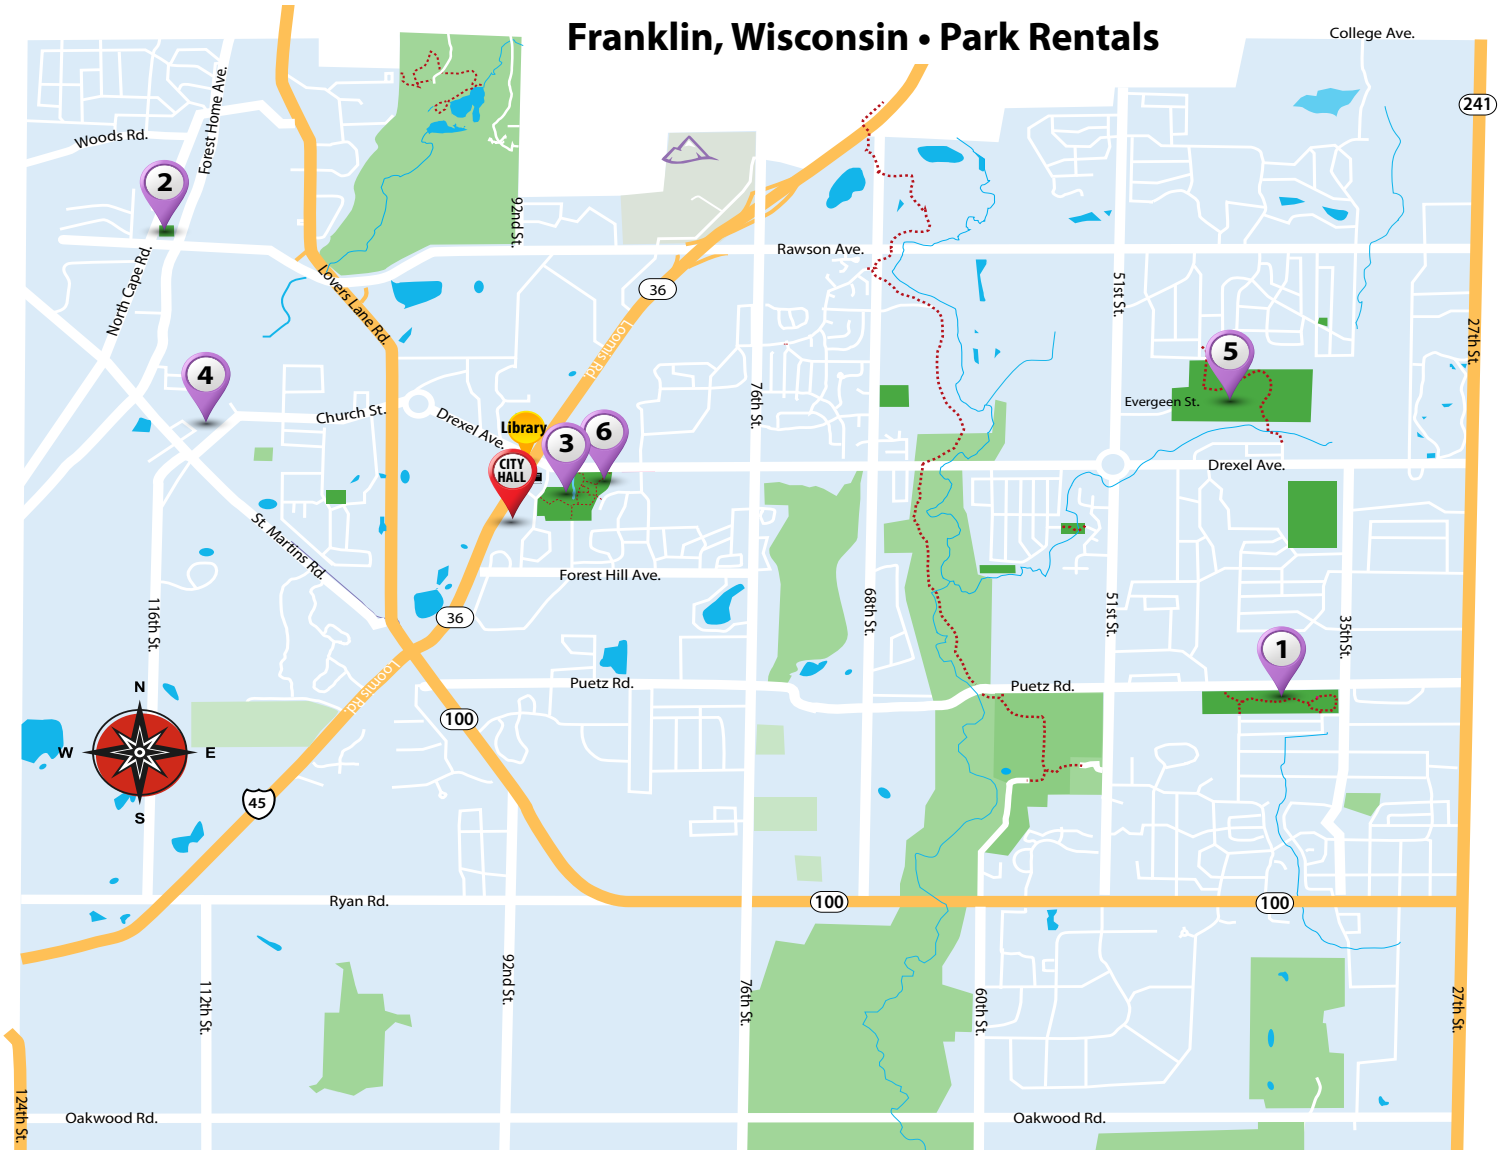 Franklin, Wisconsin • Park Rentals
College Ave.
241
Woods Rd.
Forest Home Ave.
2
92nd St.
Rawson Ave.
North Cape Rd.
Lovers Lane Rd.
36
51st St.
27th St.
Loomis Rd.
5
4
76th St.
Evergeen St.
Church St.
Drexel Ave.
Library
3
6
CITY
HALL
Drexel Ave.
St. Martins Rd.
Forest Hill Ave.
116th St.
36
68th St.
51st St.
35thSt.
1
Loomis Rd.
Puetz Rd.
Puetz Rd.
N
W
E
S
100
45
Ryan Rd.
100
100
112th St.
92nd St.
76th St.
60th St.
27th St.
124th St.
Oakwood Rd.
Oakwood Rd.